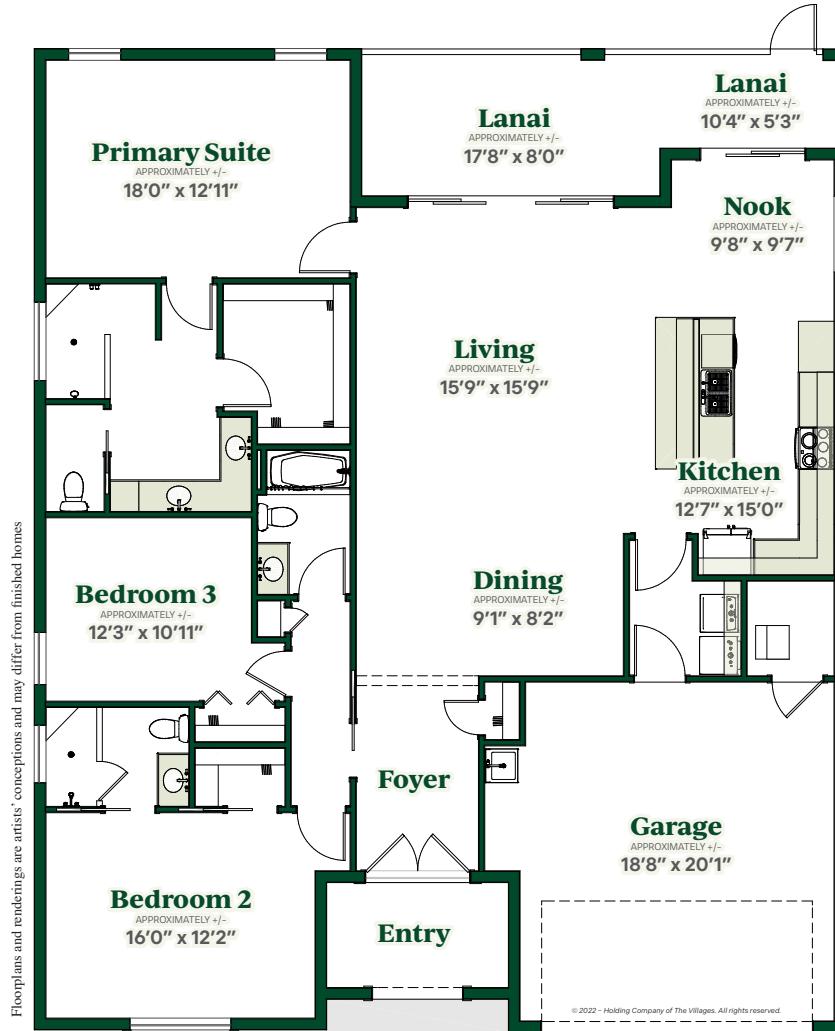 Lanai
APPROXIMATELY +/-
10'4" x 5'3"
Lanai
APPROXIMATELY +/-
17'8" x 8'0"
Primary Suite
APPROXIMATELY +/-
18'0" x 12'11"
Nook
APPROXIMATELY +/-
9'8" x 9'7"
Living
APPROXIMATELY +/-
15'9" x 15'9"
Kitchen
APPROXIMATELY +/-
12'7" x 15'0"
Dining
APPROXIMATELY +/-
9'1" x 8'2"
Bedroom 3
APPROXIMATELY +/-
12'3" x 10'11"
Foyer
Garage
APPROXIMATELY +/-
18'8" x 20'1"
Bedroom 2
APPROXIMATELY +/-
16'0" x 12'2"
Entry
Floorplans and renderings are artists' conceptions and may differ from finished homes
© 2022 – Holding Company of The Villages. All rights reserved.